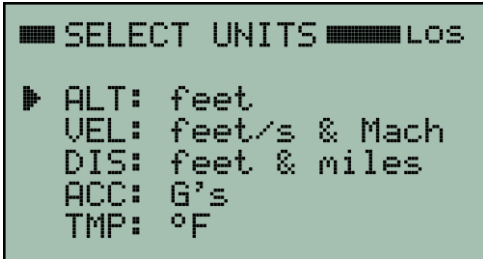 SELECT UNITS LOS
ALT: feet
VEL: feet/s & Mach
DIS: feet & miles
ACC: G's
TMP: °F